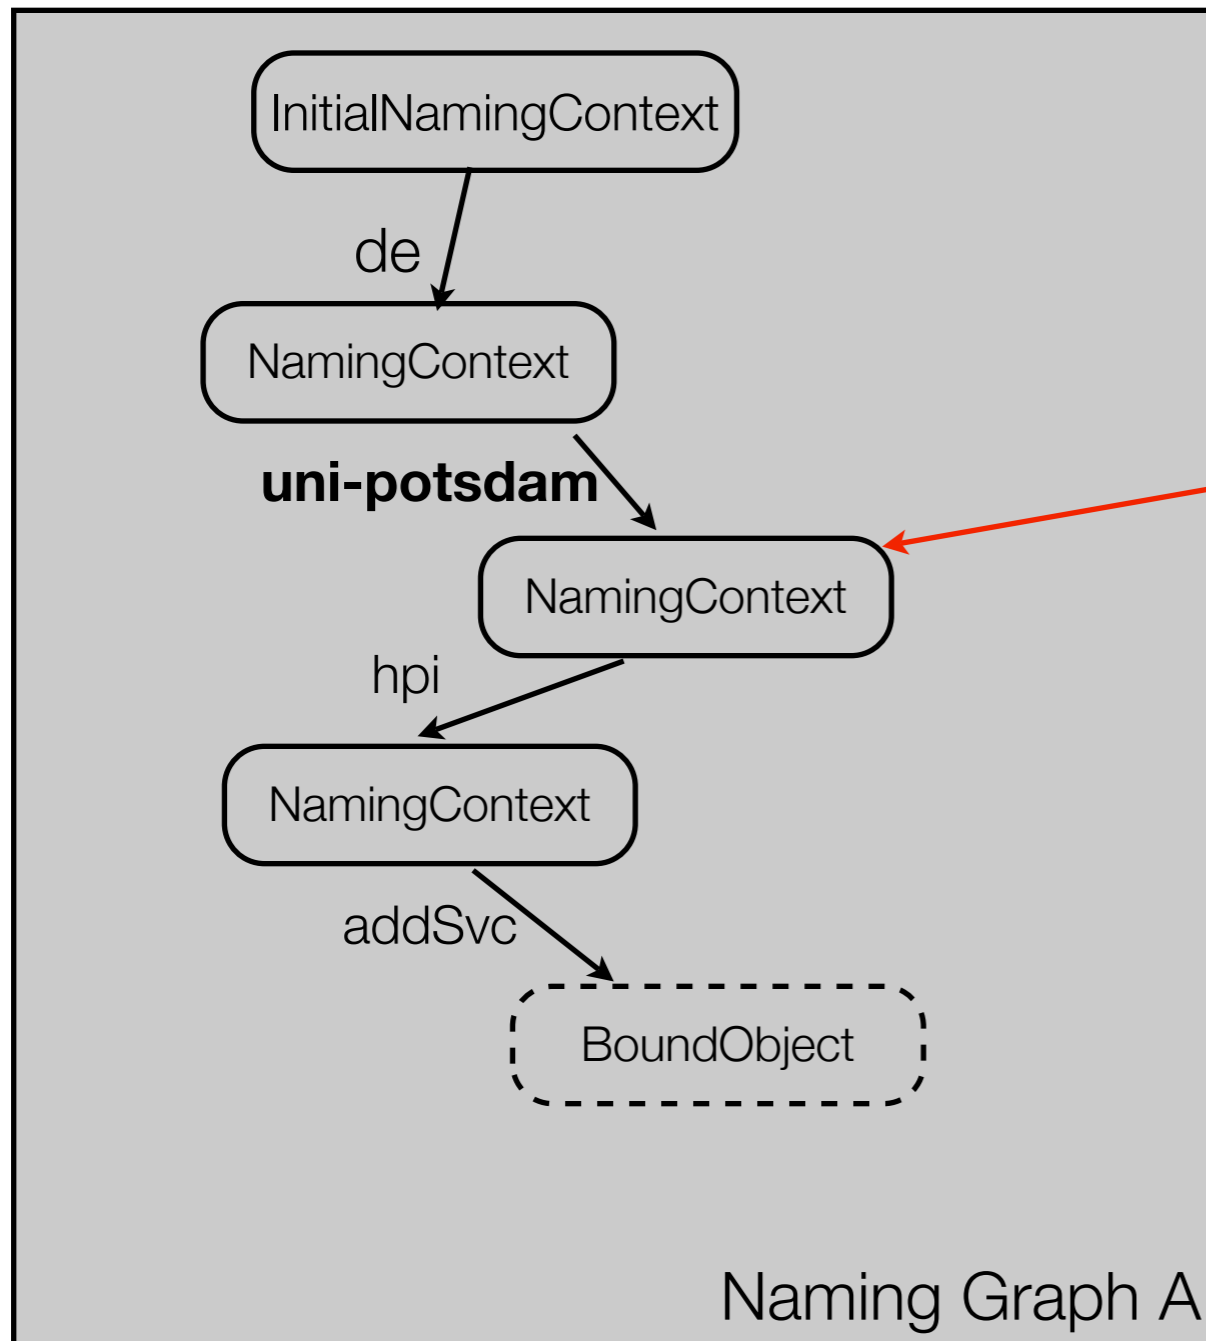 InitialNamingContext
de
NamingContext
uni-potsdam
NamingContext
hpi
NamingContext
addSvc
BoundObject
Naming Graph A